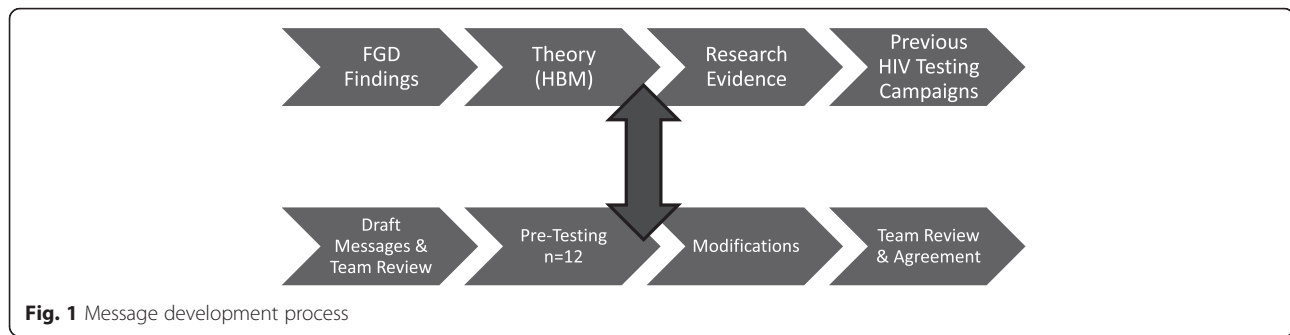 FGD
Findings
Theory
(HBM)
Research
Evidence
Previous
HIV Testing
Campaigns
Draft
Messages &
Team Review
Pre-Testing
n=12
Modifications
Team Review
& Agreement
Fig. 1 Message development process